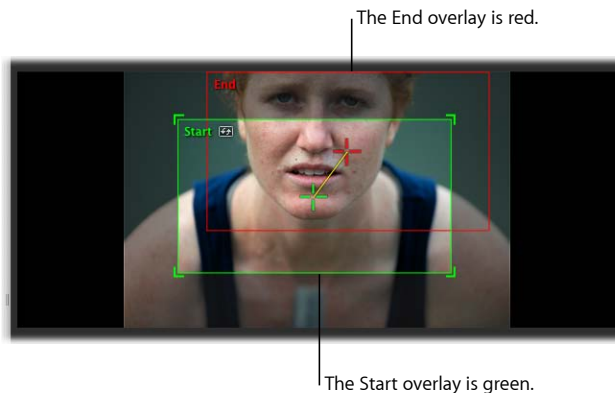 The End overlay is red.
End
Start
The Start overlay is green.